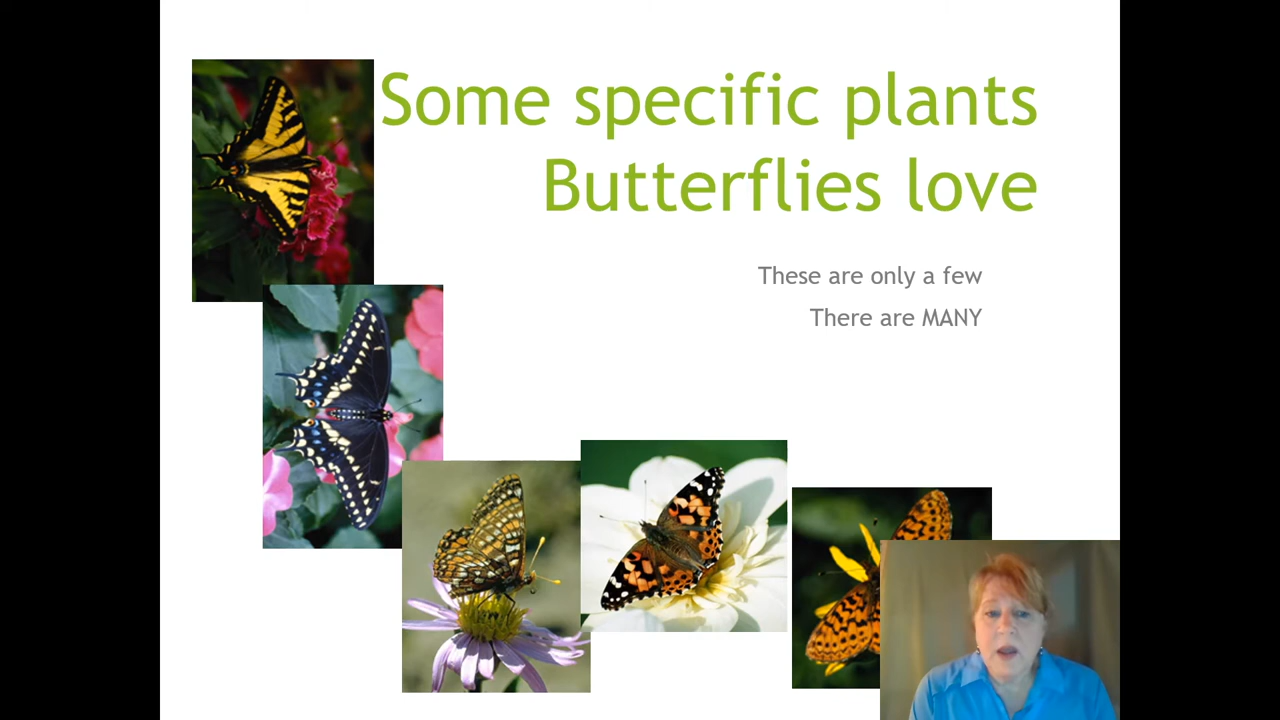 Some specific plants
Butterflies love
These are only a few
There are MANY